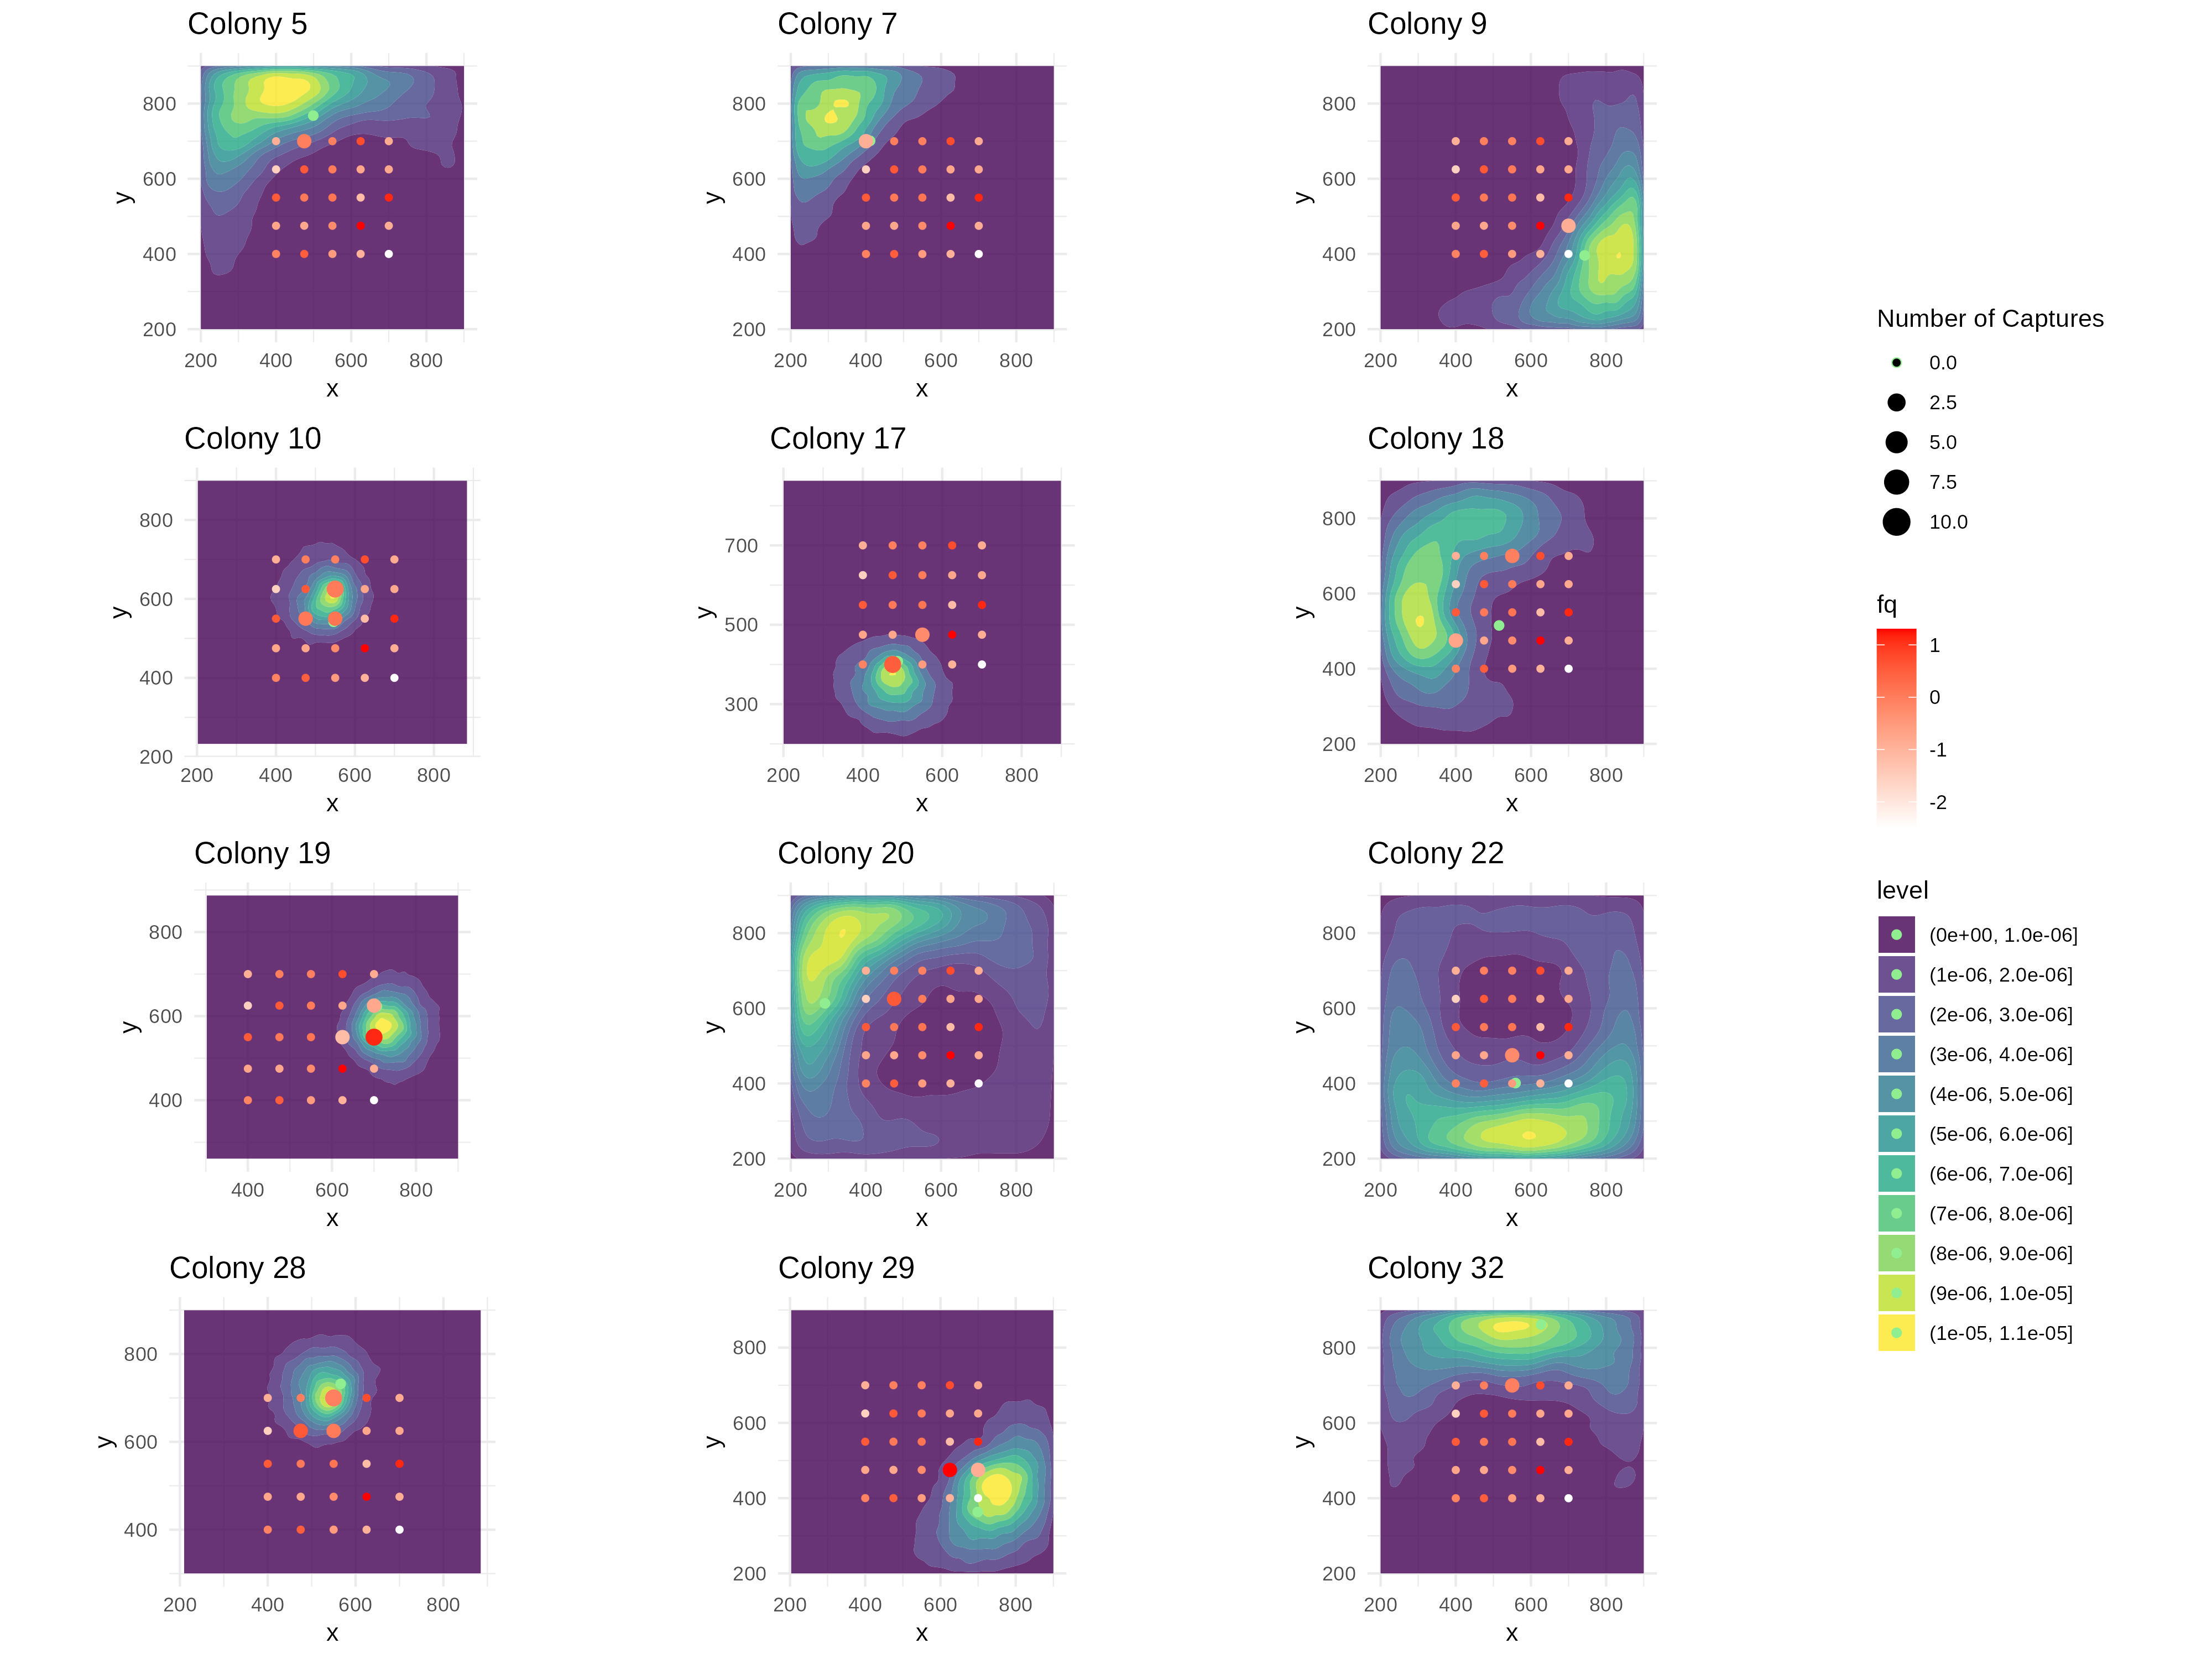 Colony 5
800
600
400
200
y
200 400 600 800
x
Colony 7
800
600
400
200
y
200 400 600 800
x
Colony 9
800
600
400
200
y
200 400 600 800
x
Colony 10
800
600
400
200
y
200 400 600 800
x
Colony 17
700
500
300
y
200 400 600 800
x
Colony 18
800
600
400
200
y
200 400 600 800
x
Colony 19
800
600
400
y
400 600 800
x
Colony 20
800
600
400
200
y
200 400 600 800
x
Colony 22
800
600
400
200
y
200 400 600 800
x
Colony 28
800
600
400
y
200 400 600 800
x
Colony 29
800
600
400
200
y
200 400 600 800
x
Colony 32
800
600
400
200
y
200 400 600 800
x
Number of Captures
0.0
2.5
5.0
7.5
10.0
fq
1
0
-1
-2
level
(0e+00, 1.0e-06]
(1e-06, 2.0e-06]
(2e-06, 3.0e-06]
(3e-06, 4.0e-06]
(4e-06, 5.0e-06]
(5e-06, 6.0e-06]
(6e-06, 7.0e-06]
(7e-06, 8.0e-06]
(8e-06, 9.0e-06]
(9e-06, 1.0e-05]
(1e-05, 1.1e-05]